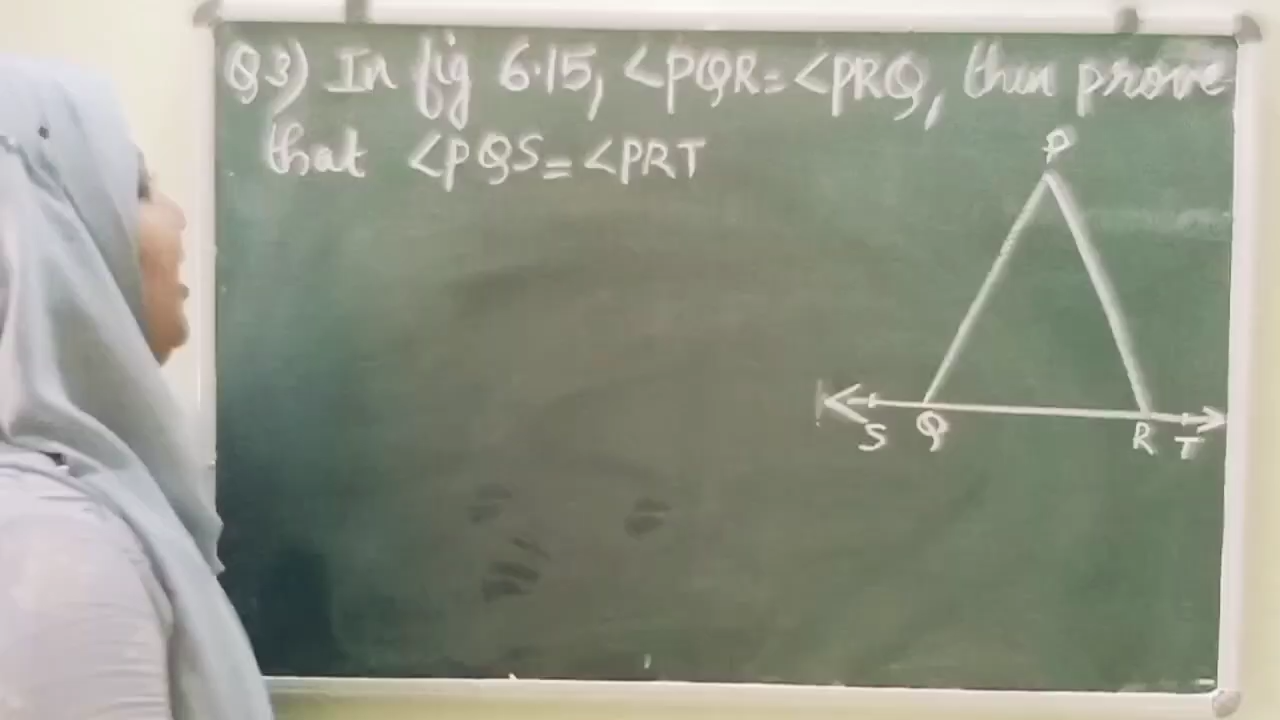 Q3) In fig 6.15, ∠PQR = ∠PRQ, then prove
that ∠PQS = ∠PRT
P
S Q R T